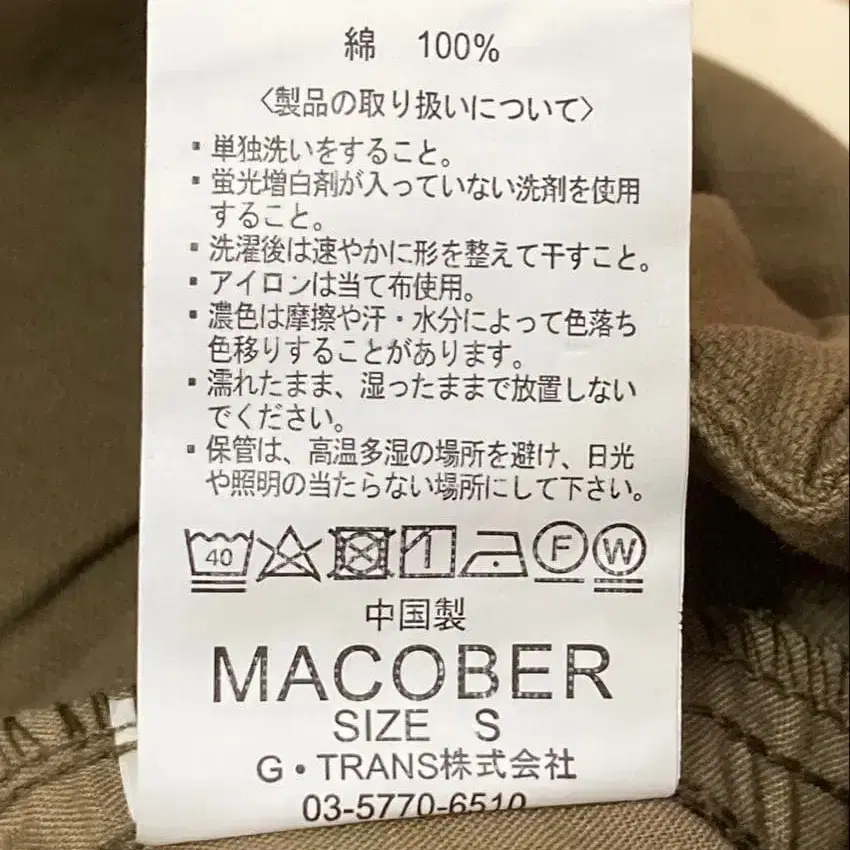 綿　100%
〈製品の取り扱いについて〉
・単独洗いをすること。
・蛍光増白剤が入っていない洗剤を使用
すること。
・洗濯後は速やかに形を整えて干すこと。
・アイロンは当て布使用。
・濃色は摩擦や汗・水分によって色落ち
色移りすることがあります。
・濡れたまま、湿ったままで放置しない
でください。
・保管は、高温多湿の場所を避け、日光
や照明の当たらない場所にして下さい。
40 F W
中国製
MACOBER
SIZE　S
G・TRANS株式会社
03-5770-6510